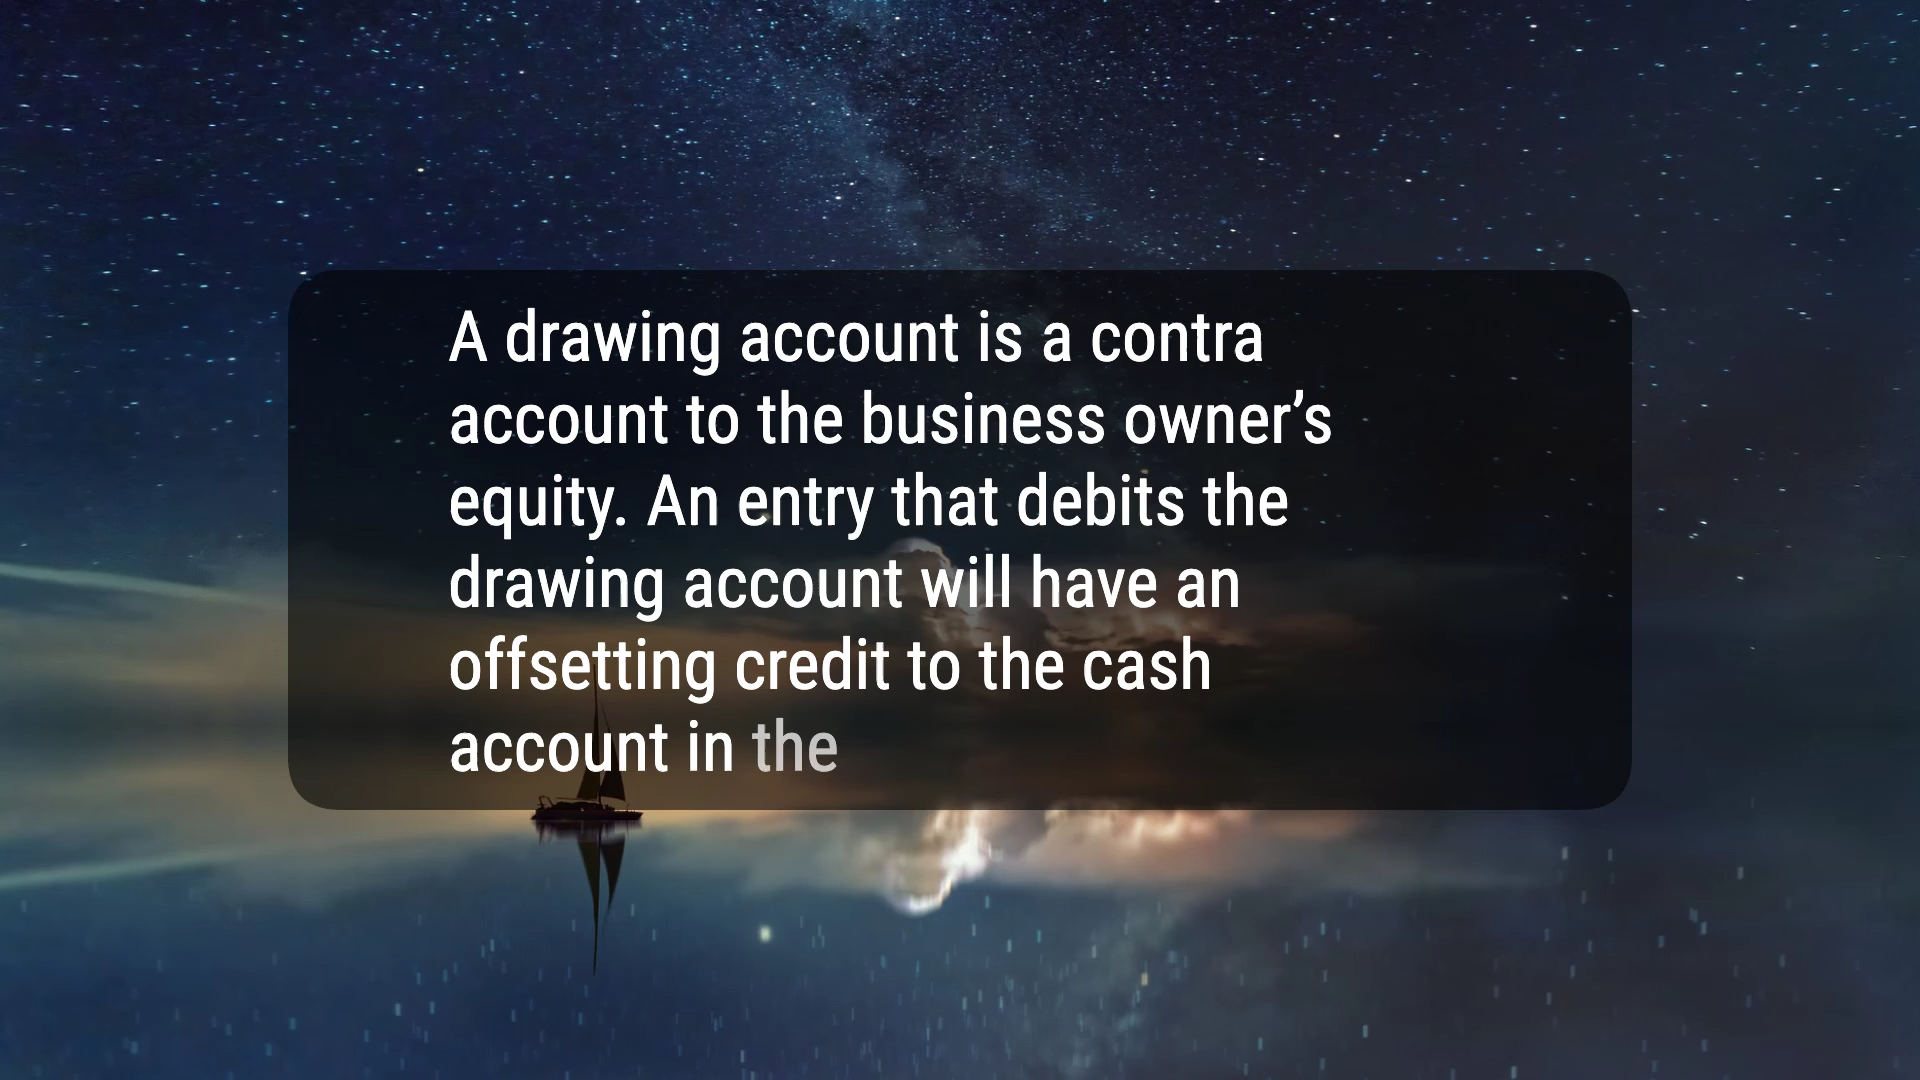 A drawing account is a contra
account to the business owner’s
equity. An entry that debits the
drawing account will have an
offsetting credit to the cash
account in the